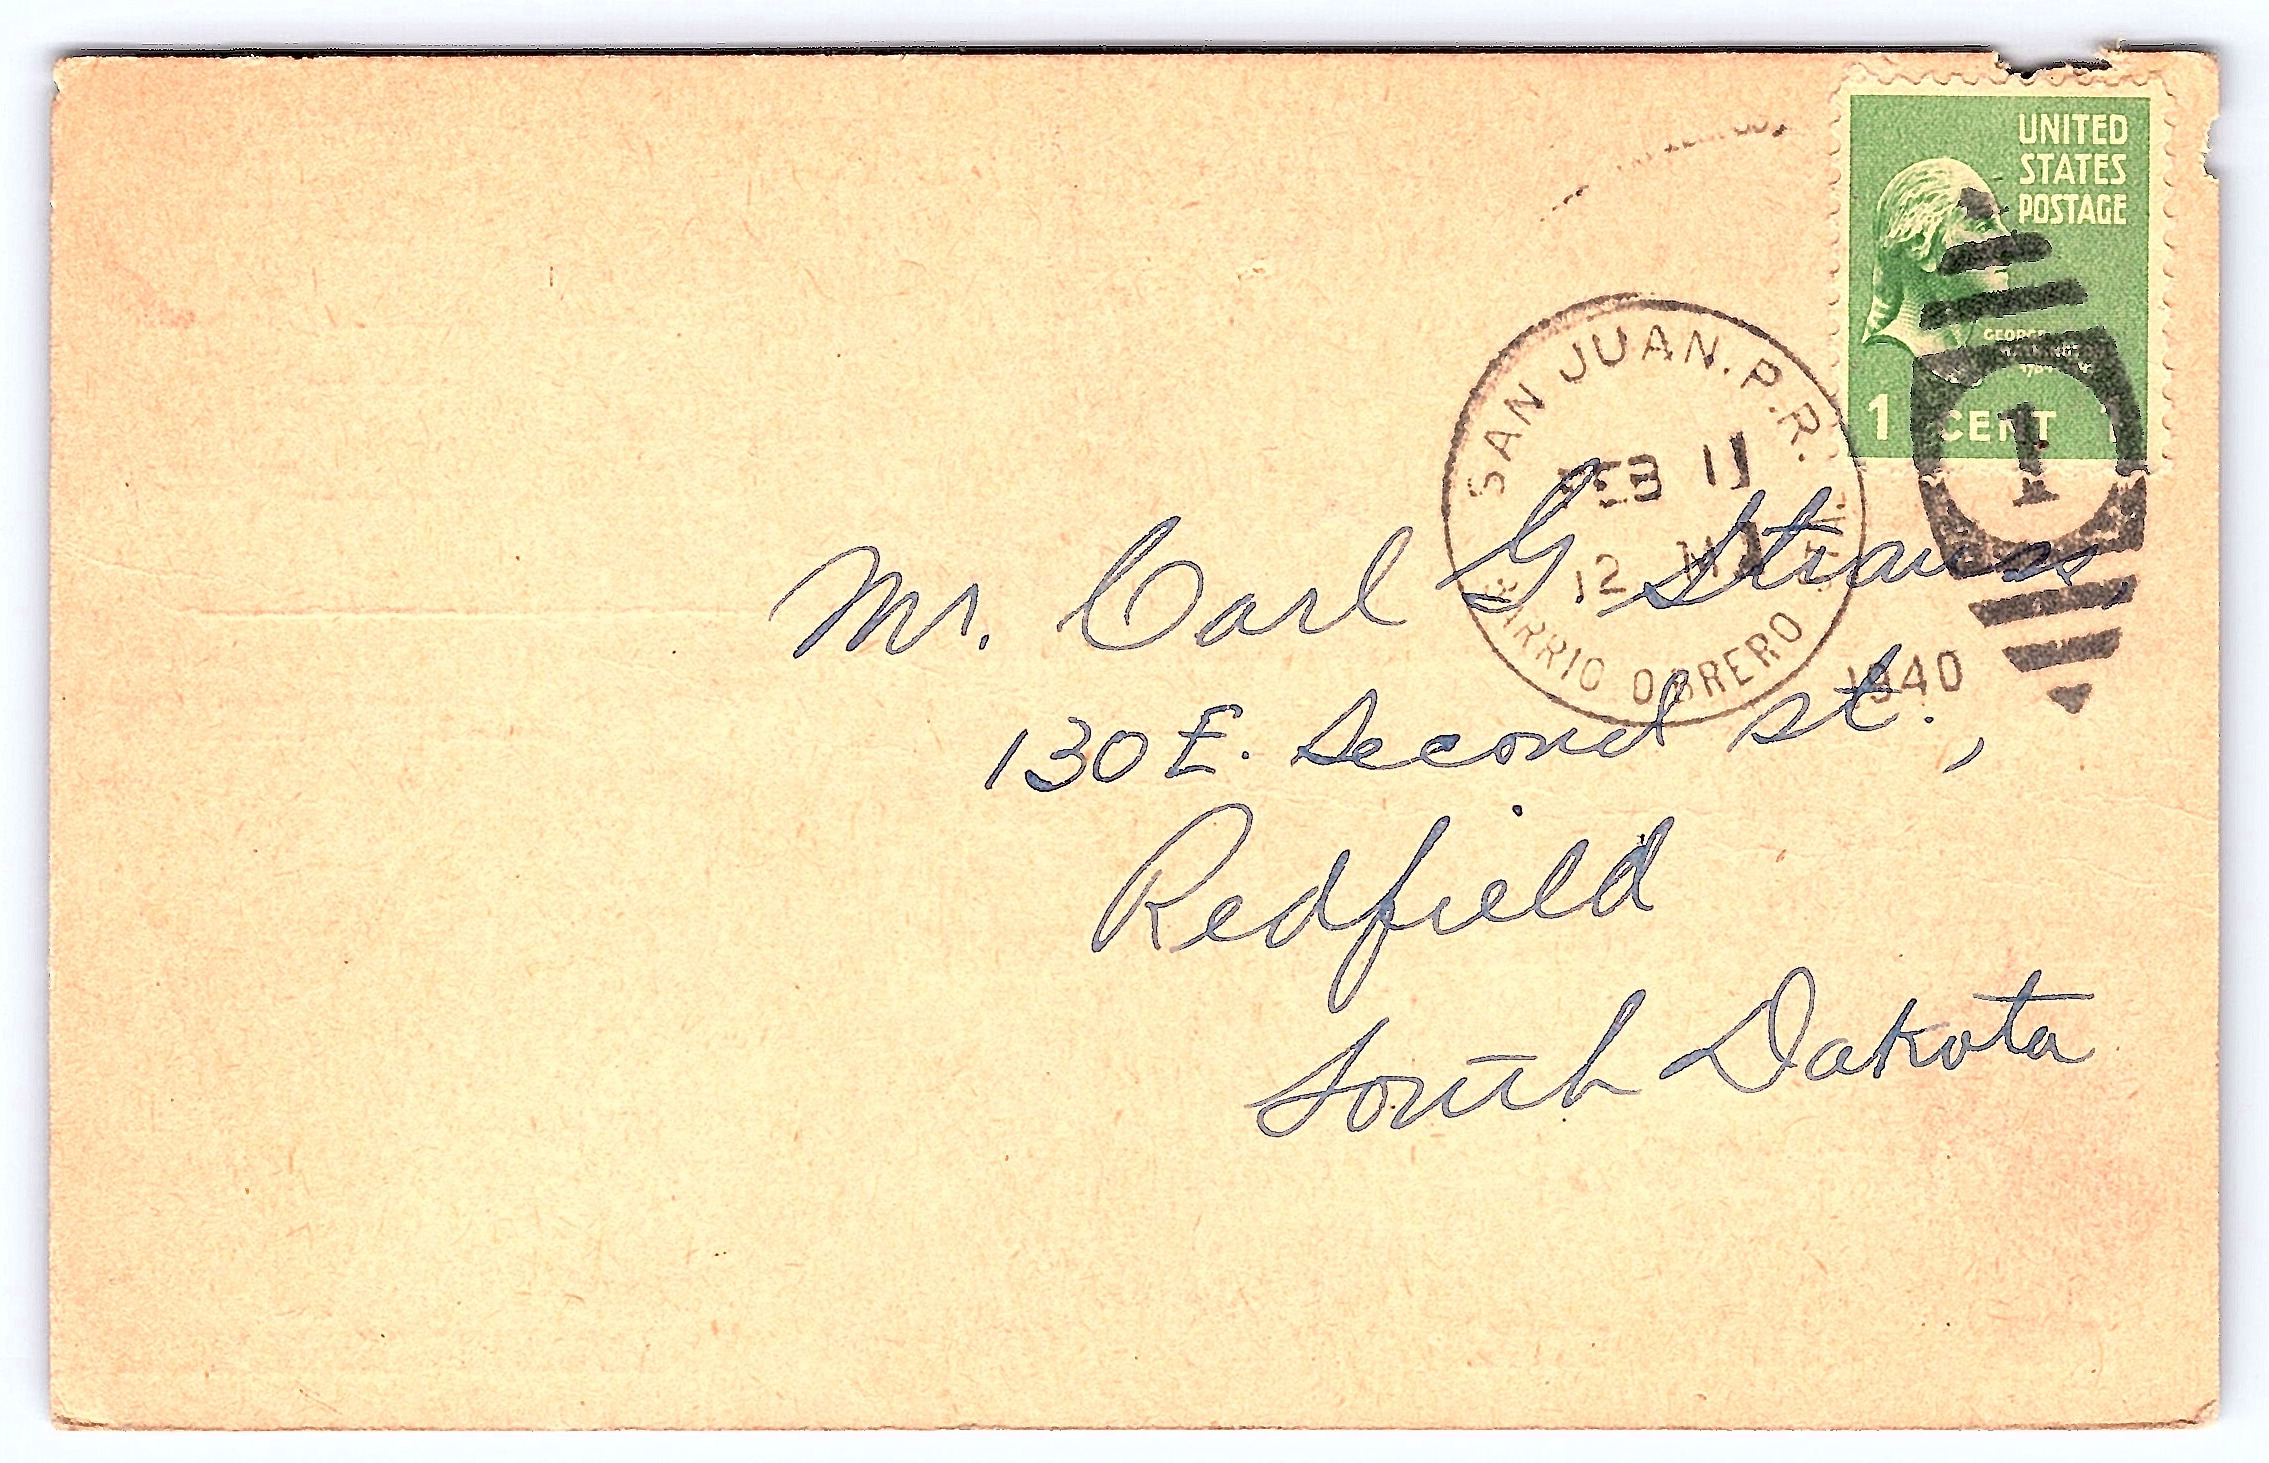 UNITED
STATES
POSTAGE
1 CENT 1
SAN JUAN. P.R.
FEB 11
12 M
BARRIO OBRERO
1940
1
Mr. Carl G. Strauss,
130 E. Second St.,
Redfield
South Dakota